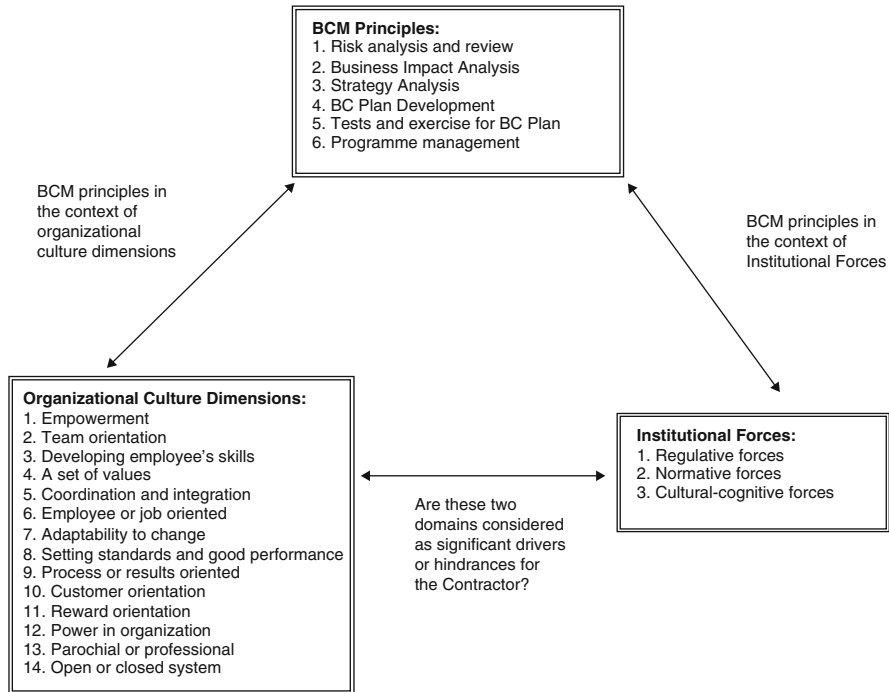 BCM Principles:
1. Risk analysis and review
2. Business Impact Analysis
3. Strategy Analysis
4. BC Plan Development
5. Tests and exercise for BC Plan
6. Programme management
BCM principles in
the context of
organizational
culture dimensions
BCM principles in
the context of
Institutional Forces
Organizational Culture Dimensions:
1. Empowerment
2. Team orientation
3. Developing employee's skills
4. A set of values
5. Coordination and integration
6. Employee or job oriented
7. Adaptability to change
8. Setting standards and good performance
9. Process or results oriented
10. Customer orientation
11. Reward orientation
12. Power in organization
13. Parochial or professional
14. Open or closed system
Are these two
domains considered
as significant drivers
or hindrances for
the Contractor?
Institutional Forces:
1. Regulative forces
2. Normative forces
3. Cultural-cognitive forces